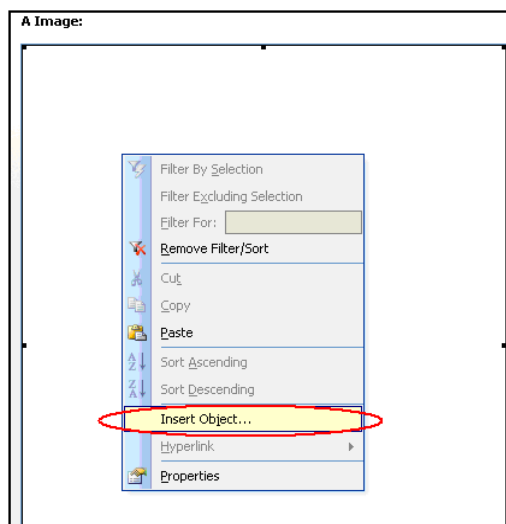 A Image:
Filter By Selection
Filter Excluding Selection
Filter For:
Remove Filter/Sort
Cut
Copy
Paste
Sort Ascending
Sort Descending
Insert Object...
Hyperlink
Properties